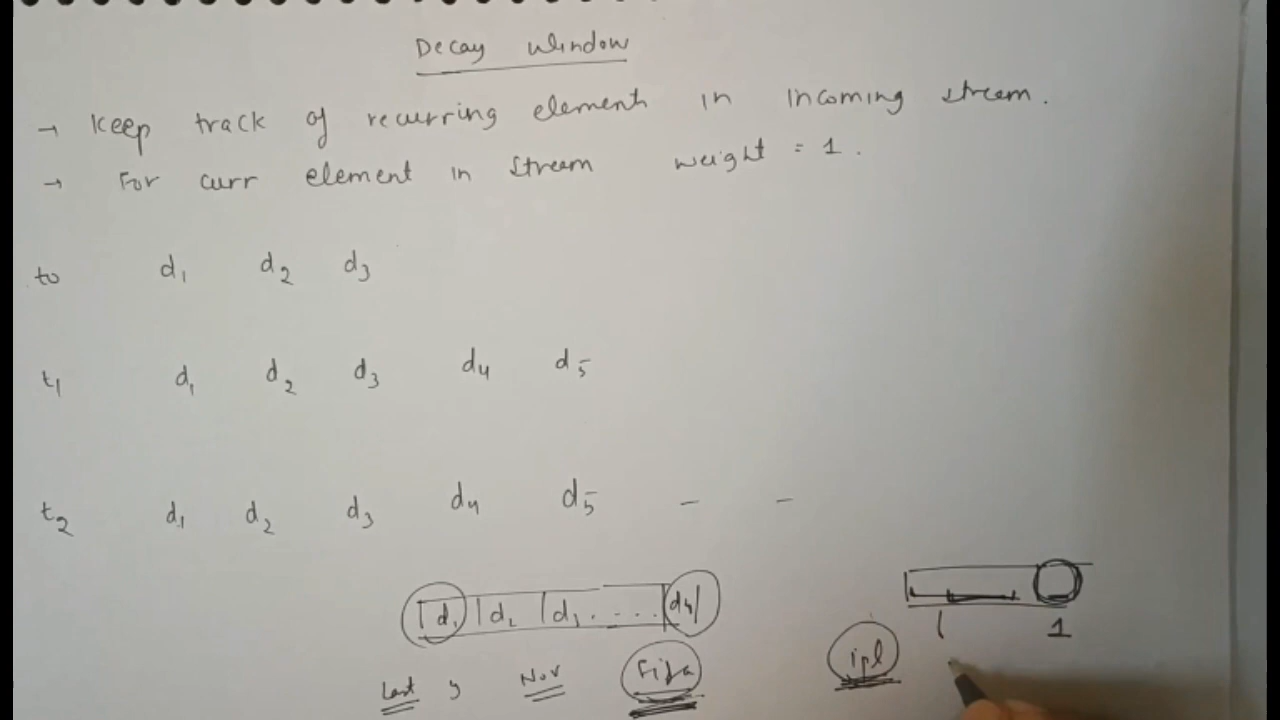 Decay Window
→ Keep track of recurring element in incoming stream.
→ For curr element in stream weight = 1.
t0 d1 d2 d3
t1 d1 d2 d3 d4 d5
t2 d1 d2 d3 d4 d5 – –
d1 | d2 | d3 . . . . d4
1
Last y Nov Fifa ipl